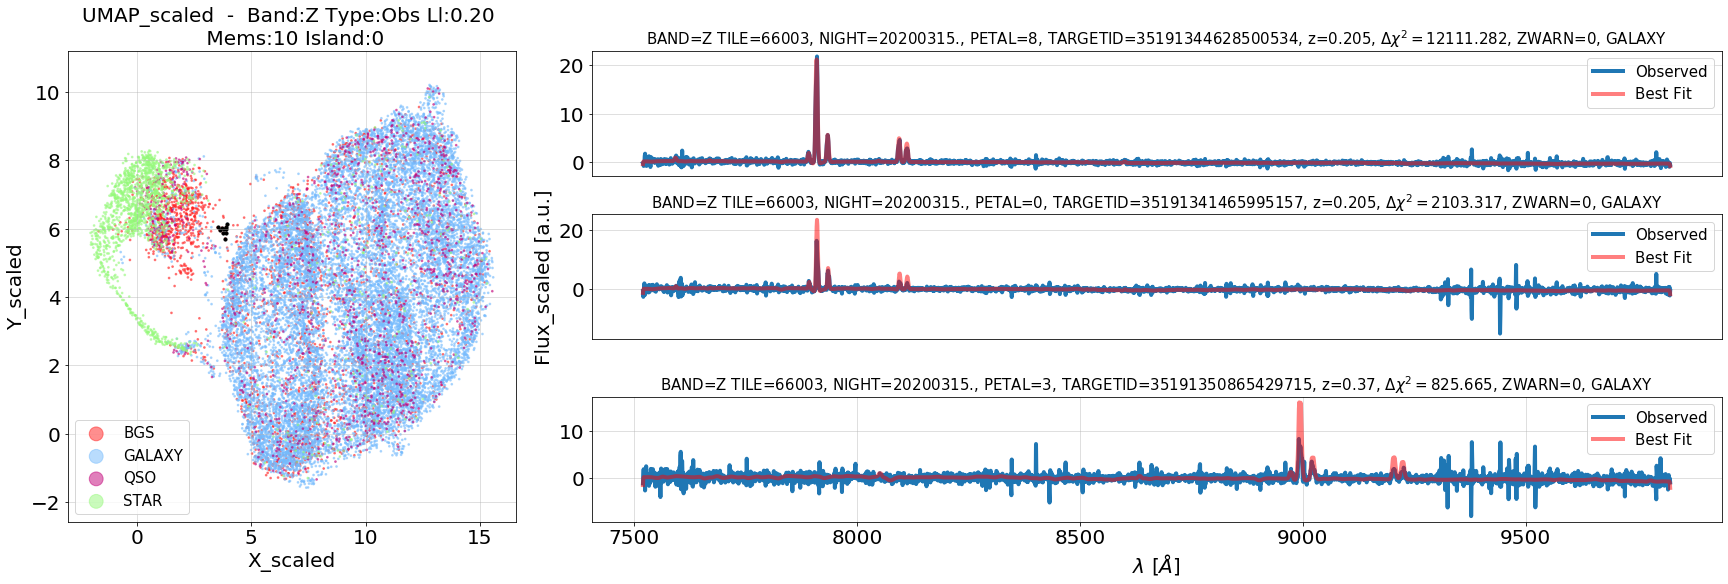 UMAP_scaled - Band:Z Type:Obs Ll:0.20
Mems:10 Island:0
Y_scaled
10
8
6
4
2
0
−2
0
5
10
15
X_scaled
BGS
GALAXY
QSO
STAR
Flux_scaled [a.u.]
BAND=Z TILE=66003, NIGHT=20200315., PETAL=8, TARGETID=35191344628500534, z=0.205, Δχ² = 12111.282, ZWARN=0, GALAXY
20
10
0
Observed
Best Fit
BAND=Z TILE=66003, NIGHT=20200315., PETAL=0, TARGETID=35191341465995157, z=0.205, Δχ² = 2103.317, ZWARN=0, GALAXY
20
0
Observed
Best Fit
BAND=Z TILE=66003, NIGHT=20200315., PETAL=3, TARGETID=35191350865429715, z=0.37, Δχ² = 825.665, ZWARN=0, GALAXY
10
0
Observed
Best Fit
7500
8000
8500
9000
9500
λ [Å]